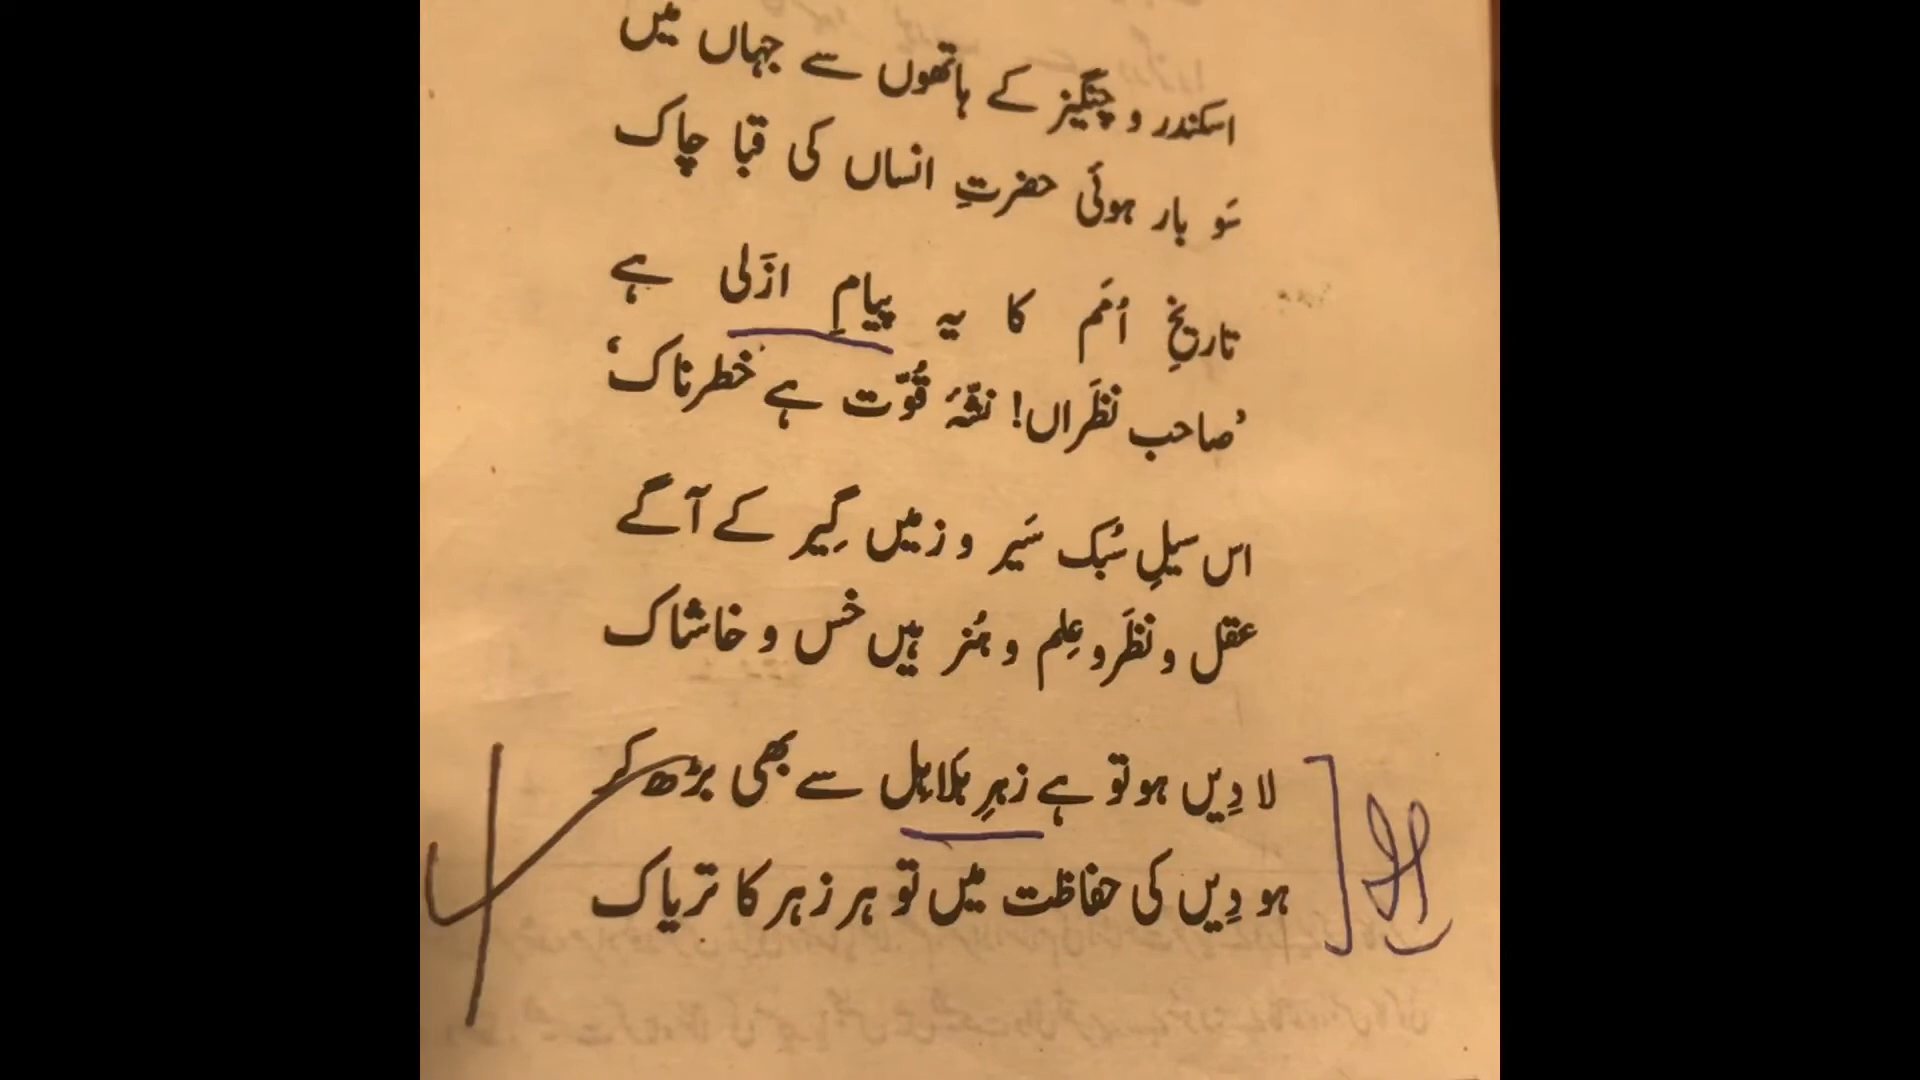 اسکندر و چنگیز کے ہاتھوں سے جہاں میں
سَو بار ہوئی حضرتِ انساں کی قبا چاک
تاریخِ اُمَم کا یہ پیامِ ازَلی ہے
’صاحب نظَراں! نشّۂ قُوّت ہے خطرناک‘
اس سیلِ سُبک سَیر و زمیں گِیر کے آگے
عقل و نظَر و عِلم و ہُنر ہیں خس و خاشاک
لا دِیں ہو تو ہے زہرِ ہَلاہِل سے بھی بڑھ کر
ہو دِیں کی حفاظت میں تو ہر زہر کا تریاک